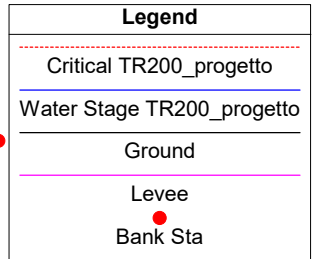 Legend
Critical TR200_progetto
Water Stage TR200_progetto
Ground
Levee
Bank Sta